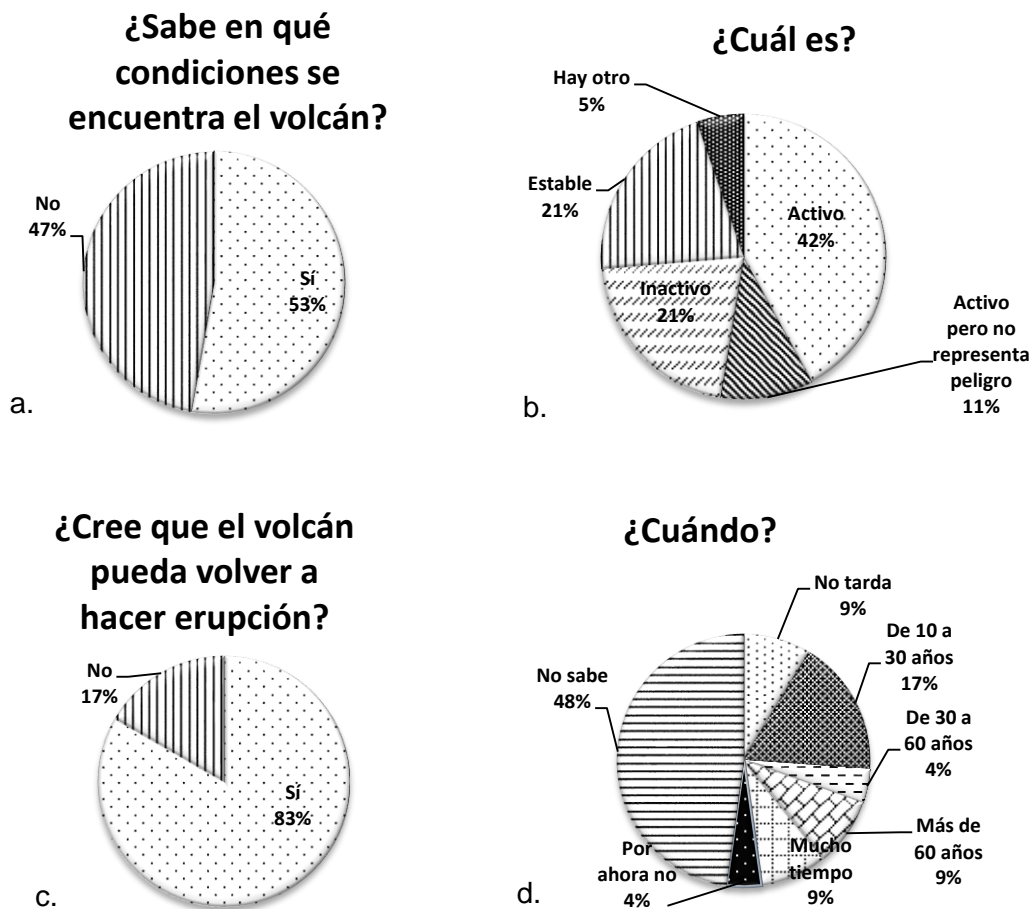 ¿Sabe en qué
condiciones se
encuentra el volcán?
No
47%
Sí
53%
a.
¿Cuál es?
Hay otro
5%
Estable
21%
Activo
42%
Inactivo
21%
Activo
pero no
representa
peligro
11%
b.
¿Cree que el volcán
pueda volver a
hacer erupción?
No
17%
Sí
83%
c.
¿Cuándo?
No tarda
9%
De 10 a
30 años
17%
No sabe
48%
De 30 a
60 años
4%
Más de
60 años
9%
Mucho
tiempo
9%
Por
ahora no
4%
d.